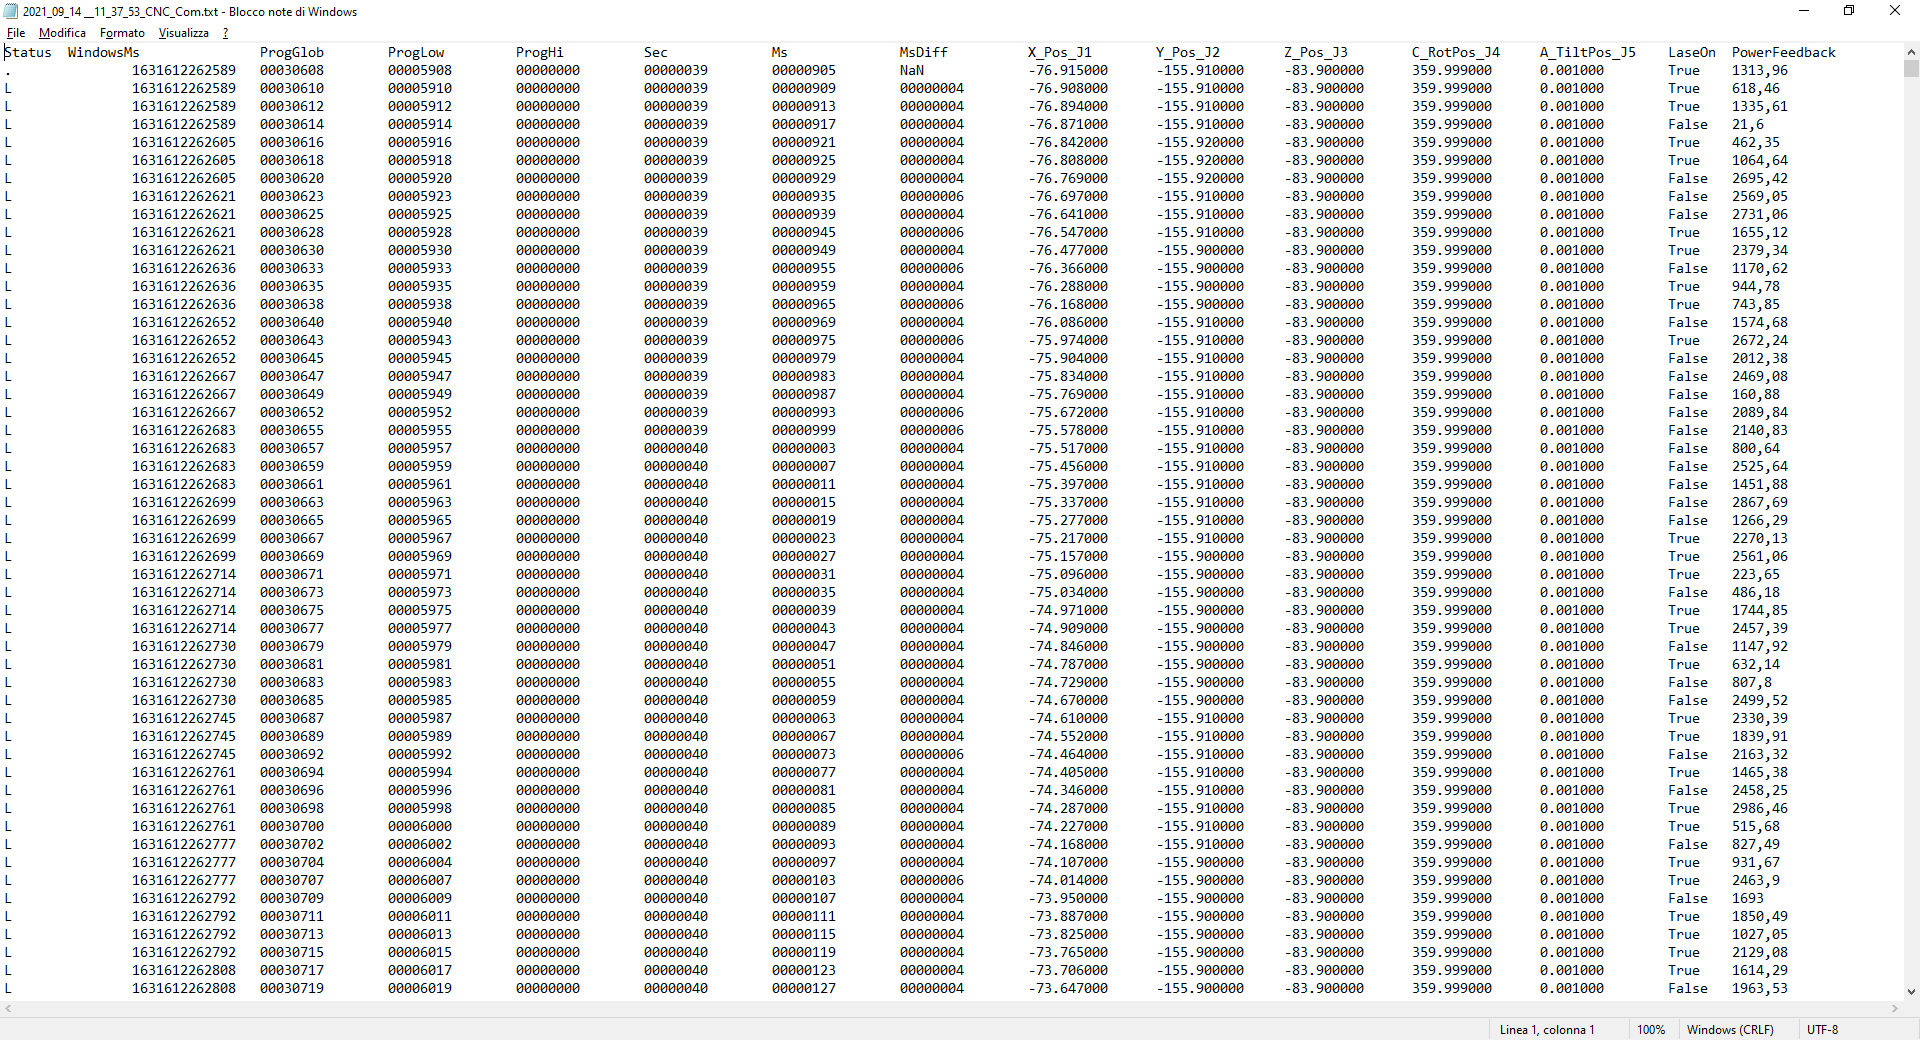 2021_09_14 __11_37_53_CNC_Com.txt - Blocco note di Windows
File Modifica Formato Visualizza ?
Status WindowsMs ProgGlob ProgLow ProgHi Sec Ms MsDiff X_Pos_J1 Y_Pos_J2 Z_Pos_J3 C_RotPos_J4 A_TiltPos_J5 LaseOn PowerFeedback
. 1631612262589 00030608 00005908 00000000 00000039 00000905 NaN -76.915000 -155.910000 -83.900000 359.999000 0.001000 True 1313,96
L 1631612262589 00030610 00005910 00000000 00000039 00000909 00000004 -76.908000 -155.910000 -83.900000 359.999000 0.001000 True 618,46
L 1631612262589 00030612 00005912 00000000 00000039 00000913 00000004 -76.894000 -155.910000 -83.900000 359.999000 0.001000 True 1335,61
L 1631612262589 00030614 00005914 00000000 00000039 00000917 00000004 -76.871000 -155.910000 -83.900000 359.999000 0.001000 False 21,6
L 1631612262605 00030616 00005916 00000000 00000039 00000921 00000004 -76.842000 -155.920000 -83.900000 359.999000 0.001000 True 462,35
L 1631612262605 00030618 00005918 00000000 00000039 00000925 00000004 -76.808000 -155.920000 -83.900000 359.999000 0.001000 True 1064,64
L 1631612262605 00030620 00005920 00000000 00000039 00000929 00000004 -76.769000 -155.920000 -83.900000 359.999000 0.001000 False 2695,42
L 1631612262621 00030623 00005923 00000000 00000039 00000935 00000006 -76.697000 -155.910000 -83.900000 359.999000 0.001000 False 2569,05
L 1631612262621 00030625 00005925 00000000 00000039 00000939 00000004 -76.641000 -155.910000 -83.900000 359.999000 0.001000 False 2731,06
L 1631612262621 00030628 00005928 00000000 00000039 00000945 00000006 -76.547000 -155.910000 -83.900000 359.999000 0.001000 True 1655,12
L 1631612262621 00030630 00005930 00000000 00000039 00000949 00000004 -76.477000 -155.900000 -83.900000 359.999000 0.001000 True 2379,34
L 1631612262636 00030633 00005933 00000000 00000039 00000955 00000006 -76.366000 -155.900000 -83.900000 359.999000 0.001000 False 1170,62
L 1631612262636 00030635 00005935 00000000 00000039 00000959 00000004 -76.288000 -155.900000 -83.900000 359.999000 0.001000 True 944,78
L 1631612262636 00030638 00005938 00000000 00000039 00000965 00000006 -76.168000 -155.900000 -83.900000 359.999000 0.001000 True 743,85
L 1631612262652 00030640 00005940 00000000 00000039 00000969 00000004 -76.086000 -155.910000 -83.900000 359.999000 0.001000 False 1574,68
L 1631612262652 00030643 00005943 00000000 00000039 00000975 00000006 -75.974000 -155.910000 -83.900000 359.999000 0.001000 True 2672,24
L 1631612262652 00030645 00005945 00000000 00000039 00000979 00000004 -75.904000 -155.910000 -83.900000 359.999000 0.001000 False 2012,38
L 1631612262667 00030647 00005947 00000000 00000039 00000983 00000004 -75.834000 -155.910000 -83.900000 359.999000 0.001000 False 2469,08
L 1631612262667 00030649 00005949 00000000 00000039 00000987 00000004 -75.769000 -155.910000 -83.900000 359.999000 0.001000 False 160,88
L 1631612262667 00030652 00005952 00000000 00000039 00000993 00000006 -75.672000 -155.910000 -83.900000 359.999000 0.001000 False 2089,84
L 1631612262683 00030655 00005955 00000000 00000039 00000999 00000006 -75.578000 -155.910000 -83.900000 359.999000 0.001000 False 2140,83
L 1631612262683 00030657 00005957 00000000 00000040 00000003 00000004 -75.517000 -155.910000 -83.900000 359.999000 0.001000 False 800,64
L 1631612262683 00030659 00005959 00000000 00000040 00000007 00000004 -75.456000 -155.910000 -83.900000 359.999000 0.001000 False 2525,64
L 1631612262683 00030661 00005961 00000000 00000040 00000011 00000004 -75.397000 -155.910000 -83.900000 359.999000 0.001000 False 1451,88
L 1631612262699 00030663 00005963 00000000 00000040 00000015 00000004 -75.337000 -155.910000 -83.900000 359.999000 0.001000 False 2867,69
L 1631612262699 00030665 00005965 00000000 00000040 00000019 00000004 -75.277000 -155.910000 -83.900000 359.999000 0.001000 False 1266,29
L 1631612262699 00030667 00005967 00000000 00000040 00000023 00000004 -75.217000 -155.910000 -83.900000 359.999000 0.001000 True 2270,13
L 1631612262699 00030669 00005969 00000000 00000040 00000027 00000004 -75.157000 -155.900000 -83.900000 359.999000 0.001000 True 2561,06
L 1631612262714 00030671 00005971 00000000 00000040 00000031 00000004 -75.096000 -155.900000 -83.900000 359.999000 0.001000 True 223,65
L 1631612262714 00030673 00005973 00000000 00000040 00000035 00000004 -75.034000 -155.900000 -83.900000 359.999000 0.001000 False 486,18
L 1631612262714 00030675 00005975 00000000 00000040 00000039 00000004 -74.971000 -155.900000 -83.900000 359.999000 0.001000 True 1744,85
L 1631612262714 00030677 00005977 00000000 00000040 00000043 00000004 -74.909000 -155.900000 -83.900000 359.999000 0.001000 True 2457,39
L 1631612262730 00030679 00005979 00000000 00000040 00000047 00000004 -74.846000 -155.900000 -83.900000 359.999000 0.001000 False 1147,92
L 1631612262730 00030681 00005981 00000000 00000040 00000051 00000004 -74.787000 -155.900000 -83.900000 359.999000 0.001000 True 632,14
L 1631612262730 00030683 00005983 00000000 00000040 00000055 00000004 -74.729000 -155.900000 -83.900000 359.999000 0.001000 False 807,8
L 1631612262730 00030685 00005985 00000000 00000040 00000059 00000004 -74.670000 -155.900000 -83.900000 359.999000 0.001000 False 2499,52
L 1631612262745 00030687 00005987 00000000 00000040 00000063 00000004 -74.610000 -155.910000 -83.900000 359.999000 0.001000 True 2330,39
L 1631612262745 00030689 00005989 00000000 00000040 00000067 00000004 -74.552000 -155.910000 -83.900000 359.999000 0.001000 True 1839,91
L 1631612262745 00030692 00005992 00000000 00000040 00000073 00000006 -74.464000 -155.910000 -83.900000 359.999000 0.001000 False 2163,32
L 1631612262761 00030694 00005994 00000000 00000040 00000077 00000004 -74.405000 -155.910000 -83.900000 359.999000 0.001000 True 1465,38
L 1631612262761 00030696 00005996 00000000 00000040 00000081 00000004 -74.346000 -155.910000 -83.900000 359.999000 0.001000 False 2458,25
L 1631612262761 00030698 00005998 00000000 00000040 00000085 00000004 -74.287000 -155.910000 -83.900000 359.999000 0.001000 True 2986,46
L 1631612262761 00030700 00006000 00000000 00000040 00000089 00000004 -74.227000 -155.910000 -83.900000 359.999000 0.001000 True 515,68
L 1631612262777 00030702 00006002 00000000 00000040 00000093 00000004 -74.168000 -155.910000 -83.900000 359.999000 0.001000 False 827,49
L 1631612262777 00030704 00006004 00000000 00000040 00000097 00000004 -74.107000 -155.900000 -83.900000 359.999000 0.001000 True 931,67
L 1631612262777 00030707 00006007 00000000 00000040 00000103 00000006 -74.014000 -155.900000 -83.900000 359.999000 0.001000 True 2463,9
L 1631612262792 00030709 00006009 00000000 00000040 00000107 00000004 -73.950000 -155.900000 -83.900000 359.999000 0.001000 False 1693
L 1631612262792 00030711 00006011 00000000 00000040 00000111 00000004 -73.887000 -155.900000 -83.900000 359.999000 0.001000 True 1850,49
L 1631612262792 00030713 00006013 00000000 00000040 00000115 00000004 -73.825000 -155.900000 -83.900000 359.999000 0.001000 True 1027,05
L 1631612262792 00030715 00006015 00000000 00000040 00000119 00000004 -73.765000 -155.900000 -83.900000 359.999000 0.001000 True 2129,08
L 1631612262808 00030717 00006017 00000000 00000040 00000123 00000004 -73.706000 -155.900000 -83.900000 359.999000 0.001000 True 1614,29
L 1631612262808 00030719 00006019 00000000 00000040 00000127 00000004 -73.647000 -155.900000 -83.900000 359.999000 0.001000 False 1963,53
Linea 1, colonna 1 100% Windows (CRLF) UTF-8